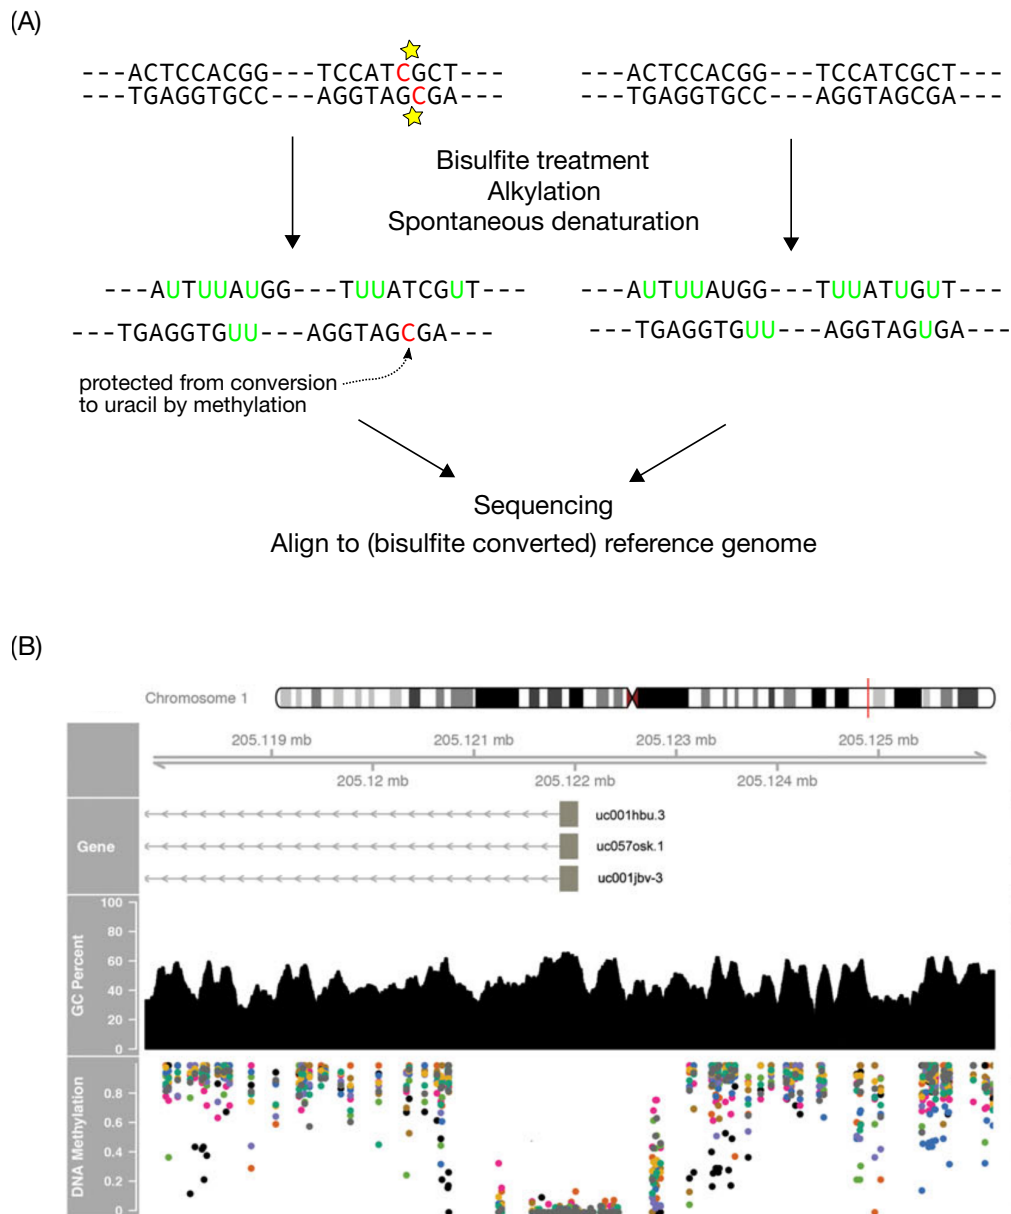 (A)
---ACTCCACGG---TCCATCGCT---
---TGAGGTGCC---AGGTAGCGA---
---ACTCCACGG---TCCATCGCT---
---TGAGGTGCC---AGGTAGCGA---
Bisulfite treatment
Alkylation
Spontaneous denaturation
---AUTUUAUGG---TUUATCGUT---
---TGAGGTGUU---AGGTAGCGA---
---AUTUUAUGG---TUUATUGUT---
---TGAGGTGUU---AGGTAGUGA---
protected from conversion
to uracil by methylation
Sequencing
Align to (bisulfite converted) reference genome
(B)
Chromosome 1
205.119 mb 205.121 mb 205.123 mb 205.125 mb
205.12 mb 205.122 mb 205.124 mb
Gene
uc001hbu.3
uc057osk.1
uc001jbv-3
GC Percent
100
80
60
40
20
0
DNA Methylation
0.8
0.6
0.4
0.2
0